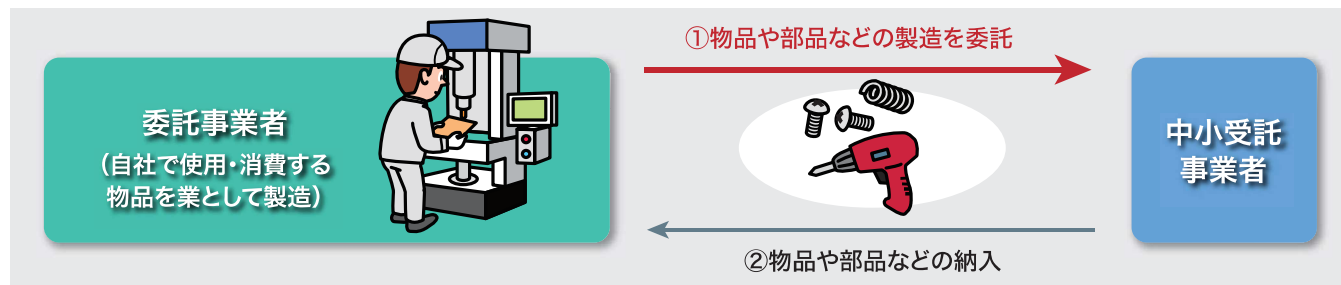 ①物品や部品などの製造を委託
委託事業者
（自社で使用・消費する
物品を業として製造）
中小受託
事業者
②物品や部品などの納入